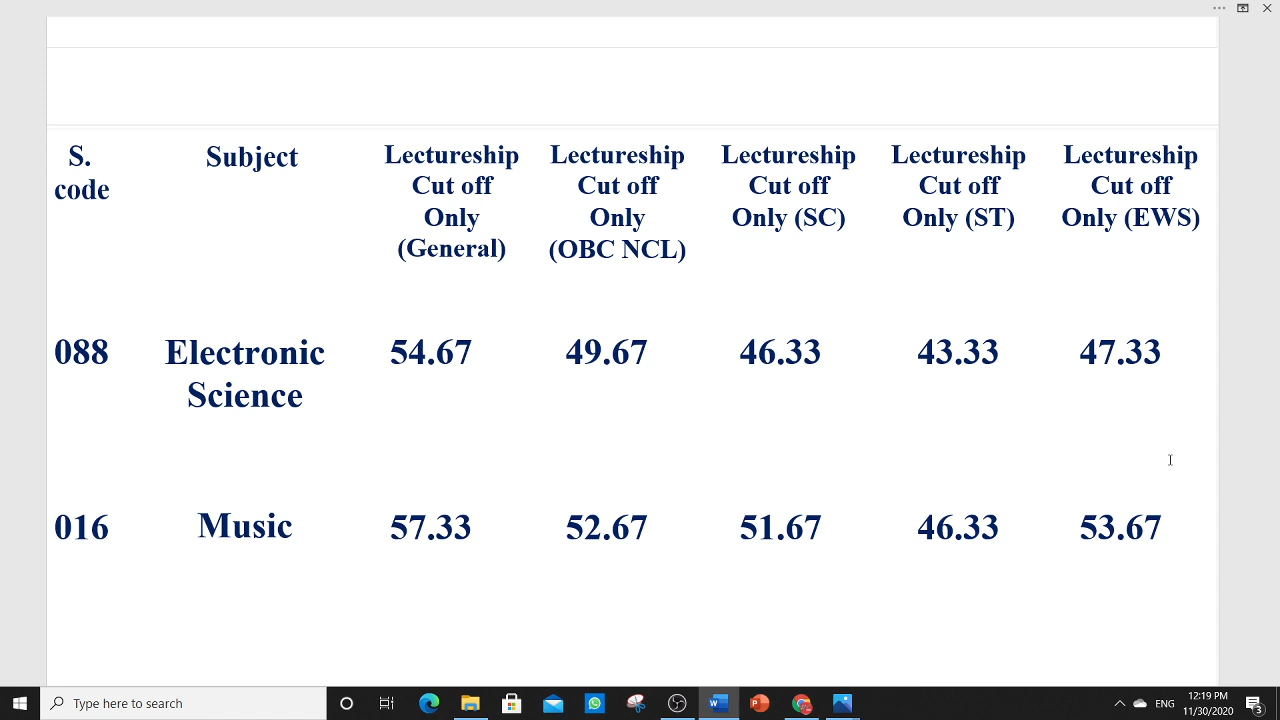 S. code
Subject
Lectureship Cut off Only (General)
Lectureship Cut off Only (OBC NCL)
Lectureship Cut off Only (SC)
Lectureship Cut off Only (ST)
Lectureship Cut off Only (EWS)
088 Electronic Science 54.67 49.67 46.33 43.33 47.33
016 Music 57.33 52.67 51.67 46.33 53.67
Type here to search
ENG
12:19 PM
11/30/2020
3